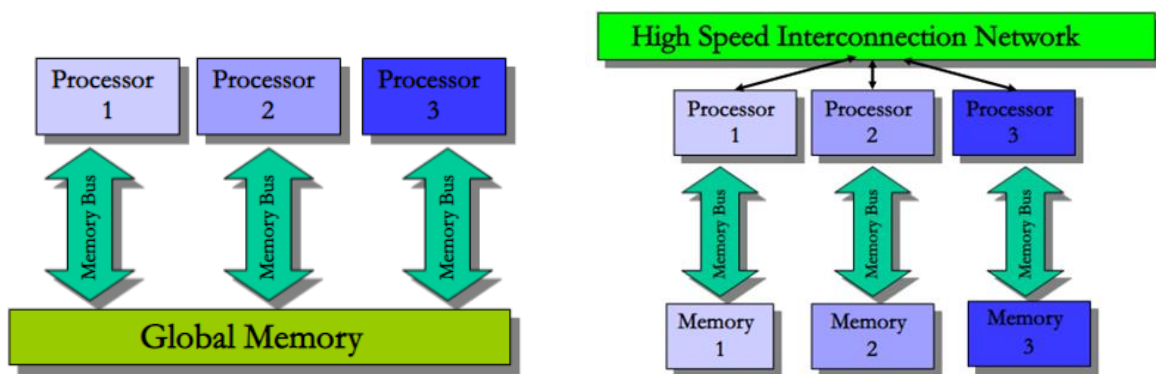 Processor
1
Processor
2
Processor
3
Memory Bus
Memory Bus
Memory Bus
Global Memory
High Speed Interconnection Network
Processor
1
Processor
2
Processor
3
Memory Bus
Memory Bus
Memory Bus
Memory
1
Memory
2
Memory
3